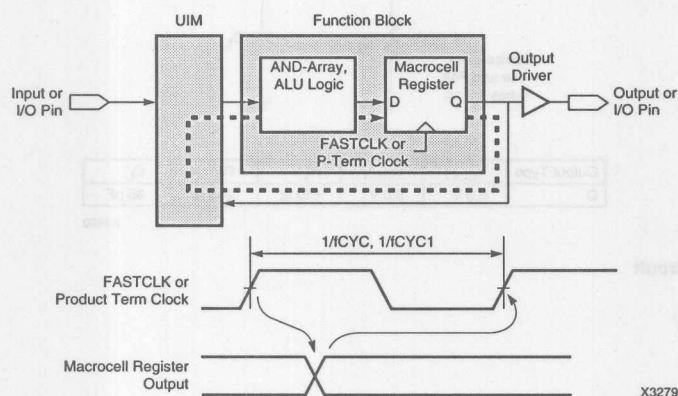 UIM
Function Block
Input or
I/O Pin
AND-Array,
ALU Logic
Macrocell
Register
D
Q
FASTCLK or
P-Term Clock
Output
Driver
Output or
I/O Pin
1/fCYC, 1/fCYC1
FASTCLK or
Product Term Clock
Macrocell Register
Output
X3279